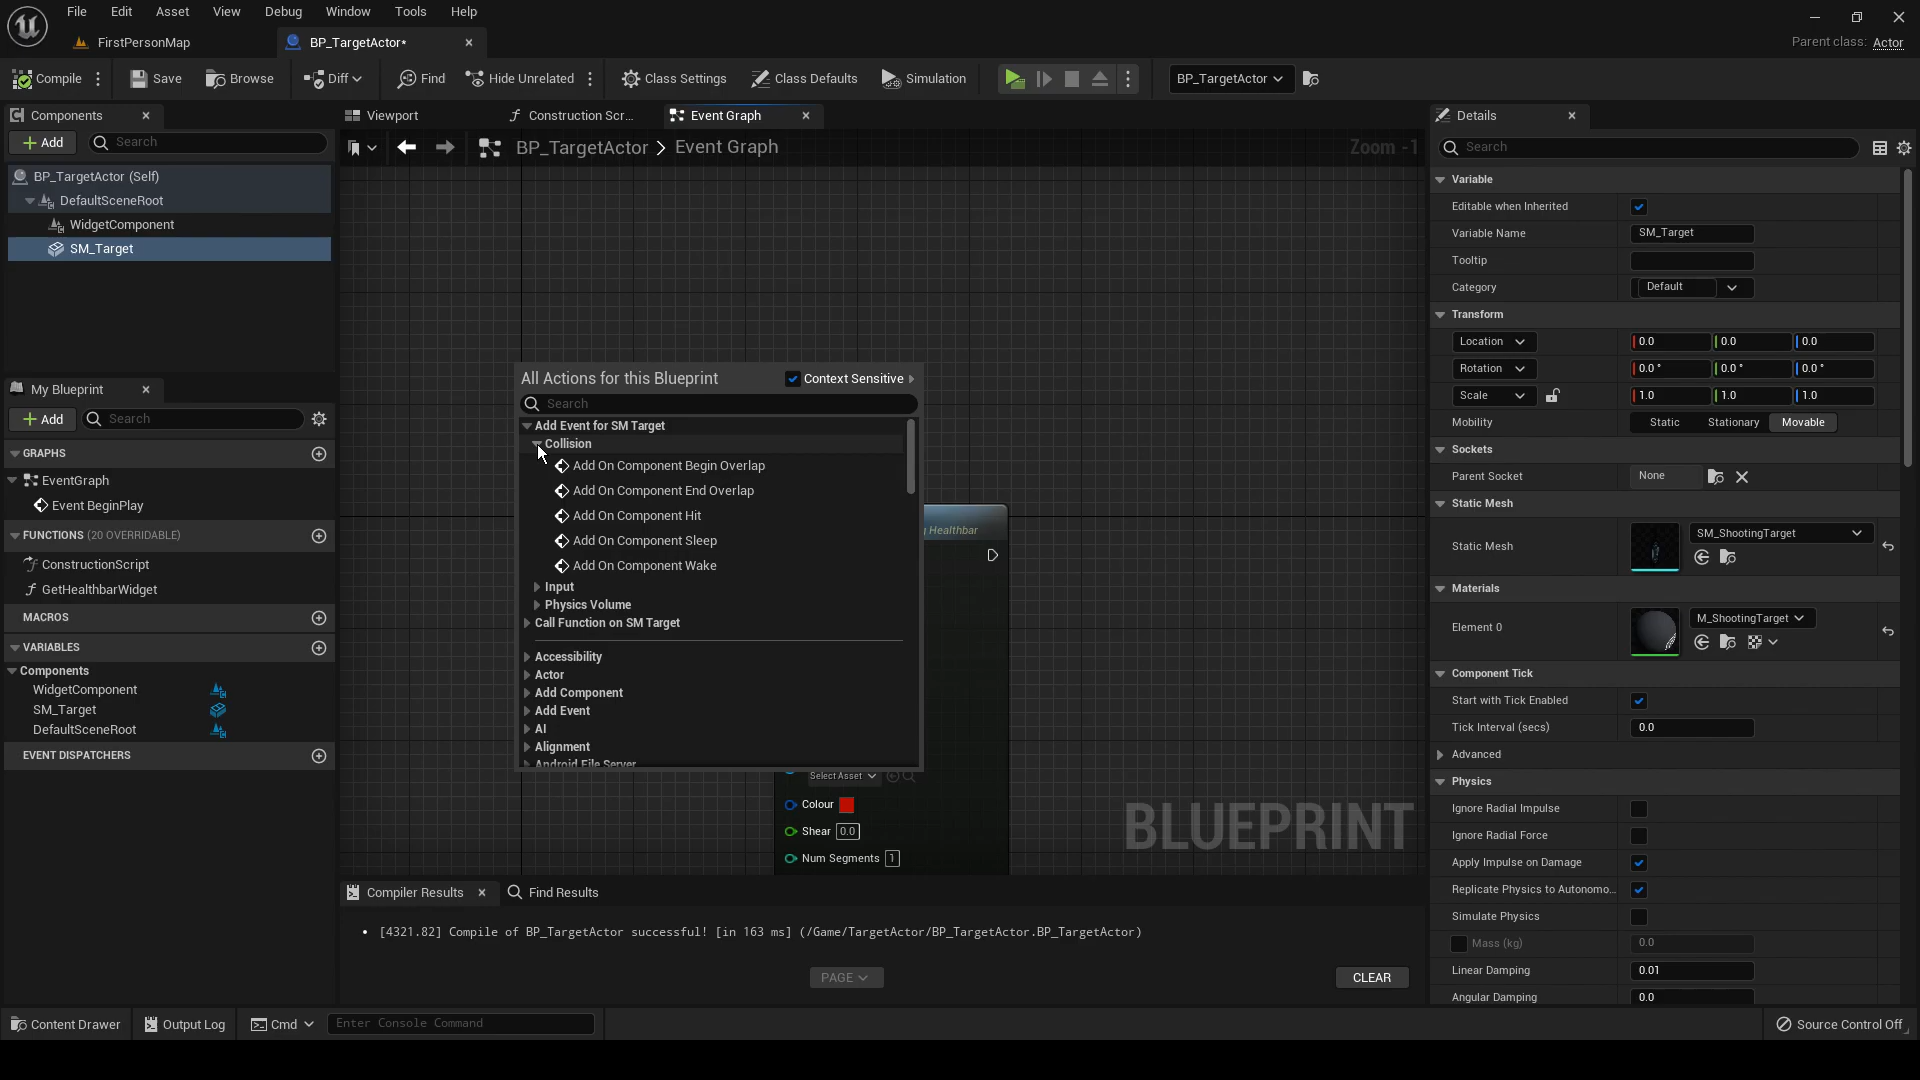 File Edit Asset View Debug Window Tools Help
FirstPersonMap
BP_TargetActor*
Parent class: Actor
Compile
Save
Browse
Diff
Find
Hide Unrelated
Class Settings
Class Defaults
Simulation
BP_TargetActor
Components
Add
Search
BP_TargetActor (Self)
DefaultSceneRoot
WidgetComponent
SM_Target
My Blueprint
Add
Search
GRAPHS
EventGraph
Event BeginPlay
FUNCTIONS (20 OVERRIDABLE)
ConstructionScript
GetHealthbarWidget
MACROS
VARIABLES
Components
WidgetComponent
SM_Target
DefaultSceneRoot
EVENT DISPATCHERS
Viewport
Construction Scr...
Event Graph
BP_TargetActor > Event Graph
Zoom -1
All Actions for this Blueprint
Context Sensitive
Search
Add Event for SM Target
Collision
Add On Component Begin Overlap
Add On Component End Overlap
Add On Component Hit
Add On Component Sleep
Add On Component Wake
Input
Physics Volume
Call Function on SM Target
Accessibility
Actor
Add Component
Add Event
AI
Alignment
Android File Server
Healthbar
Select Asset
Colour
Shear 0.0
Num Segments 1
BLUEPRINT
Compiler Results
Find Results
• [4321.82] Compile of BP_TargetActor successful! [in 163 ms] (/Game/TargetActor/BP_TargetActor.BP_TargetActor)
PAGE
CLEAR
Details
Search
Variable
Editable when Inherited
Variable Name SM_Target
Tooltip
Category Default
Transform
Location 0.0 0.0 0.0
Rotation 0.0 ° 0.0 ° 0.0 °
Scale 1.0 1.0 1.0
Mobility Static Stationary Movable
Sockets
Parent Socket None
Static Mesh
Static Mesh SM_ShootingTarget
Materials
Element 0 M_ShootingTarget
Component Tick
Start with Tick Enabled
Tick Interval (secs) 0.0
Advanced
Physics
Ignore Radial Impulse
Ignore Radial Force
Apply Impulse on Damage
Replicate Physics to Autonomo...
Simulate Physics
Mass (kg) 0.0
Linear Damping 0.01
Angular Damping 0.0
Content Drawer
Output Log
Cmd
Enter Console Command
Source Control Off